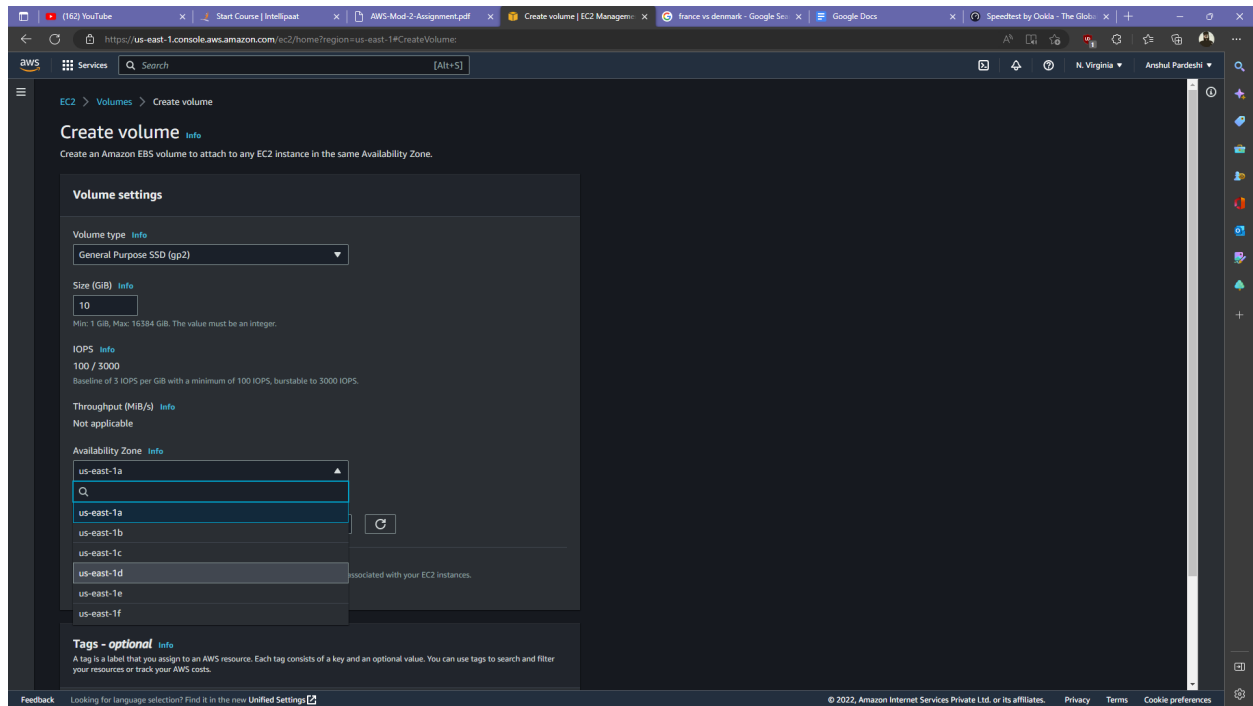 (162) YouTube
Start Course | Intellipaat
AWS-Mod-2-Assignment.pdf
Create volume | EC2 Manageme
france vs denmark - Google Sea
Google Docs
Speedtest by Ookla - The Globa
https://us-east-1.console.aws.amazon.com/ec2/home?region=us-east-1#CreateVolume:
aws
Services
Search
[Alt+S]
N. Virginia
Anshul Pardeshi
EC2 > Volumes > Create volume
Create volume Info
Create an Amazon EBS volume to attach to any EC2 instance in the same Availability Zone.
Volume settings
Volume type Info
General Purpose SSD (gp2)
Size (GiB) Info
10
Min: 1 GiB, Max: 16384 GiB. The value must be an integer.
IOPS Info
100 / 3000
Baseline of 3 IOPS per GiB with a minimum of 100 IOPS, burstable to 3000 IOPS.
Throughput (MiB/s) Info
Not applicable
Availability Zone Info
us-east-1a
us-east-1a
us-east-1b
us-east-1c
us-east-1d
associated with your EC2 instances.
us-east-1e
us-east-1f
Tags - optional Info
A tag is a label that you assign to an AWS resource. Each tag consists of a key and an optional value. You can use tags to search and filter
your resources or track your AWS costs.
Feedback
Looking for language selection? Find it in the new Unified Settings
© 2022, Amazon Internet Services Private Ltd. or its affiliates.
Privacy
Terms
Cookie preferences